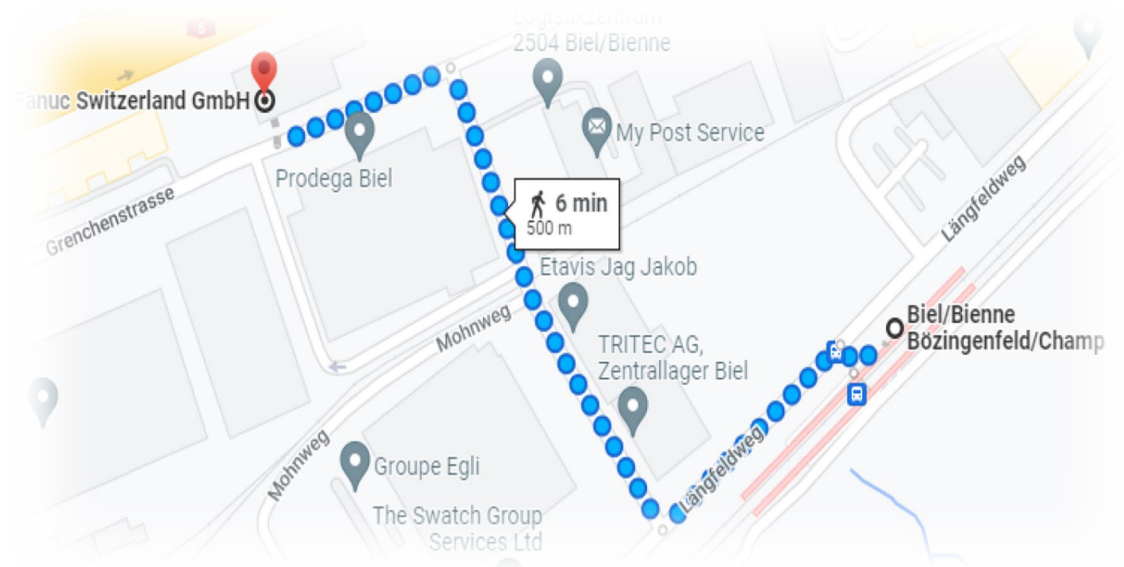 5
Logistikzentrum
2504 Biel/Bienne
Fanuc Switzerland GmbH
My Post Service
Prodega Biel
6 min
500 m
Grenchenstrasse
Längfeldweg
Etavis Jag Jakob
Mohnweg
Biel/Bienne
Bözingenfeld/Champ
TRITEC AG,
Zentrallager Biel
Längfeldweg
Mohnweg
Groupe Egli
The Swatch Group
Services Ltd